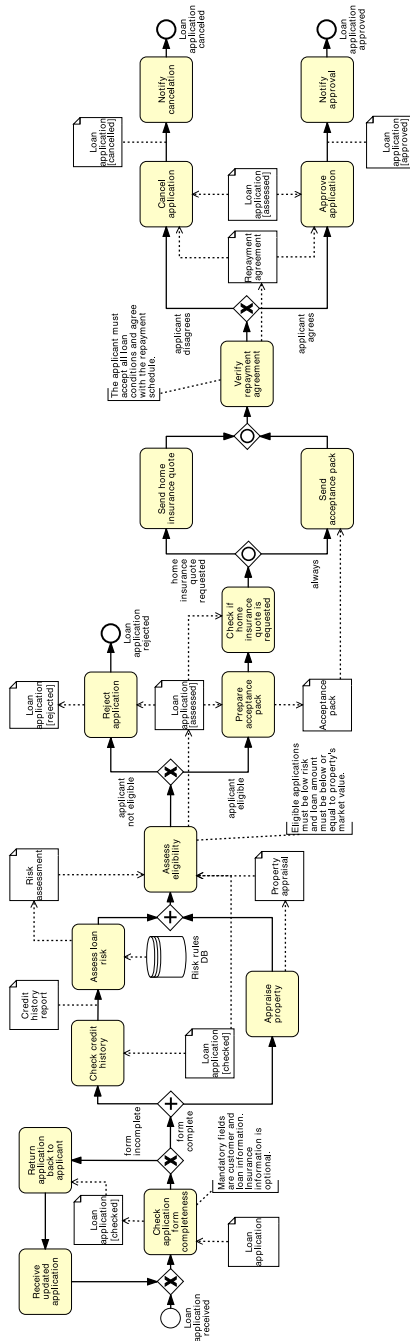 Loan
application
received
Check
application
form
completeness
Loan
application
Mandatory fields
are customer and
loan information.
Insurance
information is
optional.
Receive
updated
application
Return
application
back to
applicant
Loan
application
[checked]
form
incomplete
form
complete
Check credit
history
Credit
history
report
Loan
application
[checked]
Assess loan
risk
Risk rules
DB
Risk
assessment
Appraise
property
Property
appraisal
Assess
eligibility
Eligible applications
must be low risk
and loan amount
must be below or
equal to property's
market value.
applicant
not eligible
applicant
eligible
Reject
application
Loan
application
[rejected]
Loan
application
rejected
Loan
application
[assessed]
Prepare
acceptance
pack
Acceptance
pack
Check if
home
insurance
quote is
requested
home
insurance
quote
requested
always
Send home
insurance quote
Send
acceptance pack
Verify
repayment
agreement
The applicant must
accept all loan
conditions and agree
with the repayment
schedule.
applicant
disagrees
applicant
agrees
Repayment
agreement
Loan
application
[assessed]
Cancel
application
Loan
application
[cancelled]
Notify
cancelation
Loan
application
canceled
Approve
application
Loan
application
[approved]
Notify
approval
Loan
application
approved